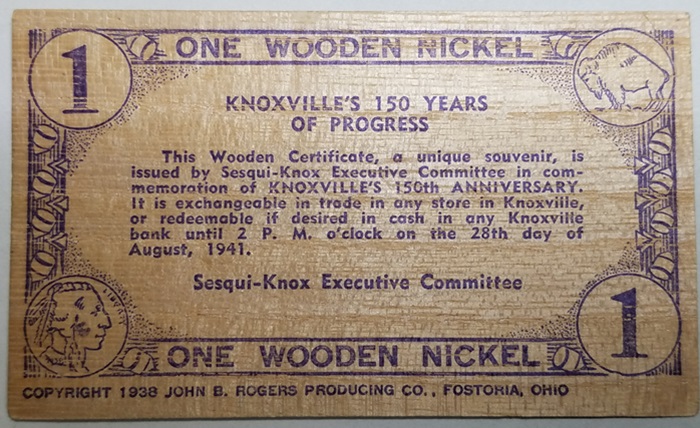 1 ONE WOODEN NICKEL
KNOXVILLE'S 150 YEARS
OF PROGRESS
This Wooden Certificate, a unique souvenir, is
issued by Sesqui-Knox Executive Committee in com-
memoration of KNOXVILLE'S 150th ANNIVERSARY.
It is exchangeable in trade in any store in Knoxville,
or redeemable if desired in cash in any Knoxville
bank until 2 P. M. o'clock on the 28th day of
August, 1941.
Sesqui-Knox Executive Committee
LIBERTY
1
ONE WOODEN NICKEL
COPYRIGHT 1938 JOHN B. ROGERS PRODUCING CO., FOSTORIA, OHIO